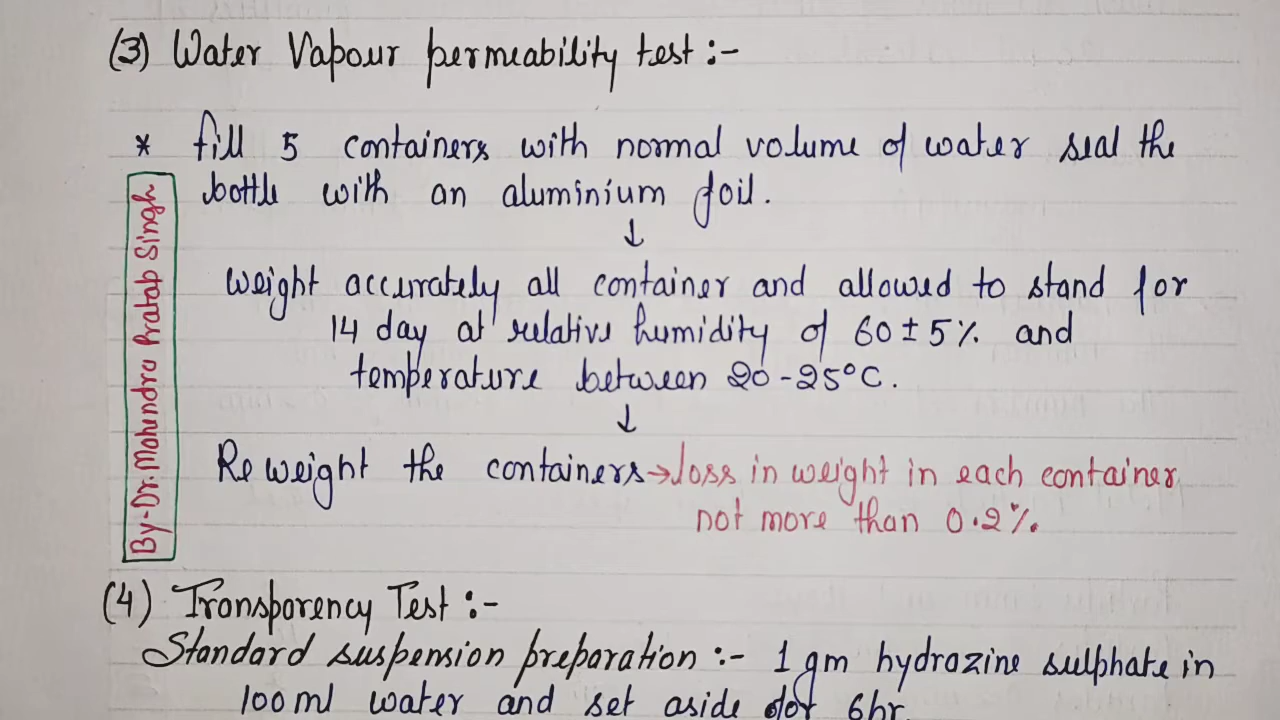 (3) Water Vapour permeability test :-
* fill 5 containers with normal volume of water seal the
bottle with an aluminium foil.
↓
weight accurately all container and allowed to stand for
14 day at relative humidity of 60 ± 5 % and
temperature between 20 -25°C.
↓
Re weight the containers → loss in weight in each container
not more than 0.2%.
By-Dr. Mahendra Pratap Singh
(4) Transparency Test :-
Standard suspension preparation :- 1 gm hydrazine sulphate in
100 ml water and set aside for 6hr.